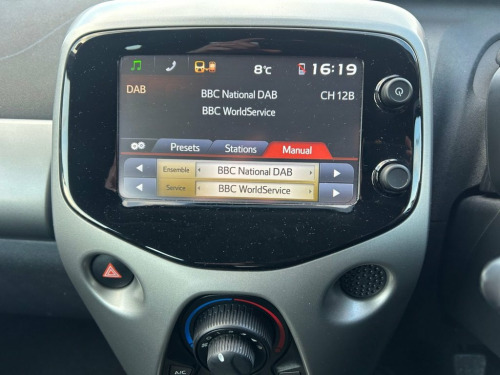 8°C 16:19
DAB BBC National DAB CH 12B
BBC WorldService
Presets Stations Manual
Ensemble BBC National DAB
Service BBC WorldService
A/C